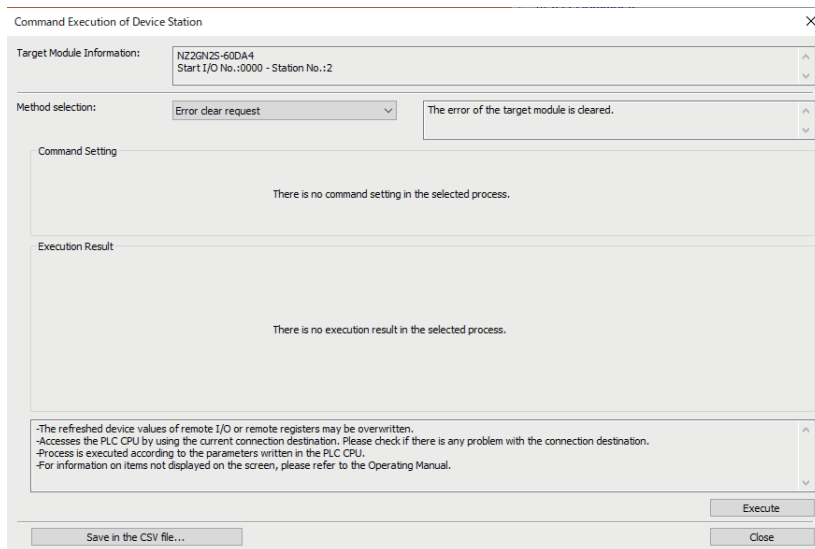 Command Execution of Device Station
Target Module Information:
NZ2GN2S-60DA4
Start I/O No.:0000 - Station No.:2
Method selection:
Error clear request
The error of the target module is cleared.
Command Setting
There is no command setting in the selected process.
Execution Result
There is no execution result in the selected process.
-The refreshed device values of remote I/O or remote registers may be overwritten.
-Accesses the PLC CPU by using the current connection destination. Please check if there is any problem with the connection destination.
-Process is executed according to the parameters written in the PLC CPU.
-For information on items not displayed on the screen, please refer to the Operating Manual.
Execute
Save in the CSV file...
Close